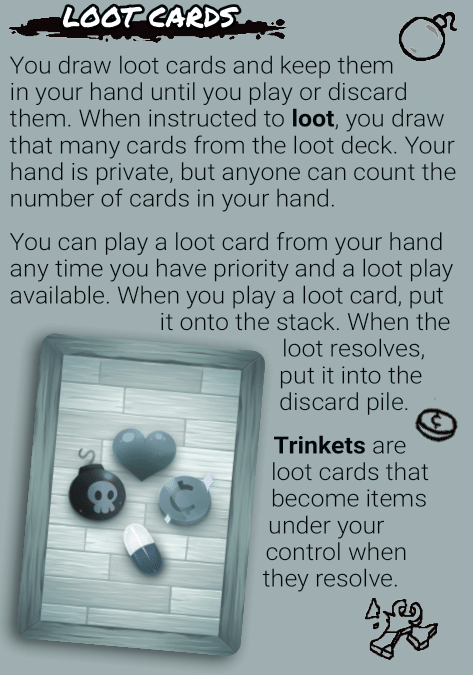 LOOT CARDS
You draw loot cards and keep them
in your hand until you play or discard
them. When instructed to loot, you draw
that many cards from the loot deck. Your
hand is private, but anyone can count the
number of cards in your hand.
You can play a loot card from your hand
any time you have priority and a loot play
available. When you play a loot card, put
it onto the stack. When the
loot resolves,
put it into the
discard pile.
Trinkets are
loot cards that
become items
under your
control when
they resolve.